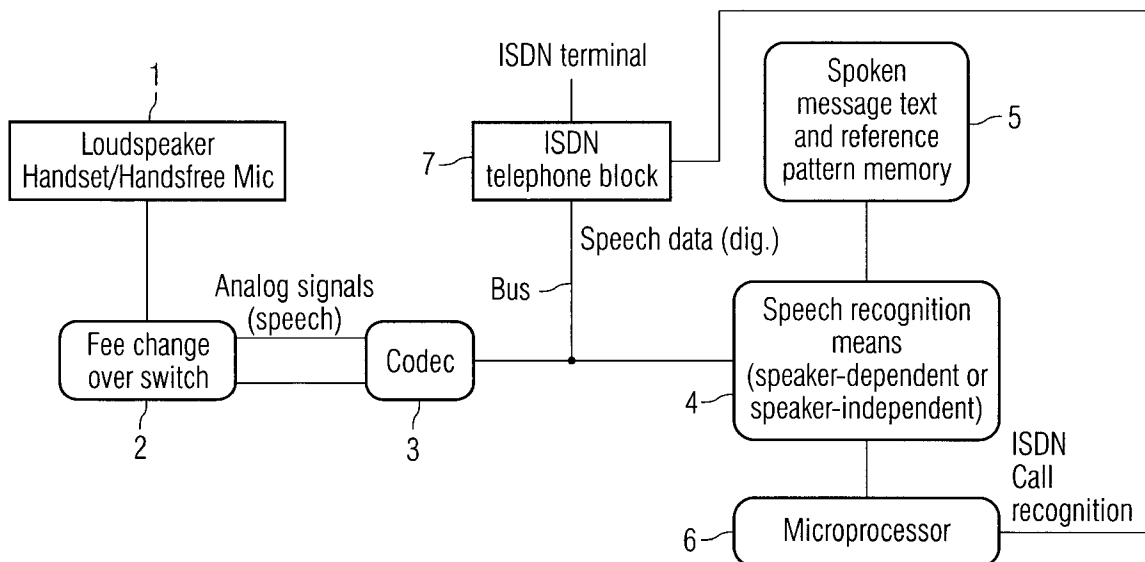 1
Loudspeaker
Handset/Handsfree Mic
ISDN terminal
7
ISDN
telephone block
Spoken
message text
and reference
pattern memory
5
Speech data (dig.)
Bus
Analog signals
(speech)
Fee change
over switch
2
Codec
3
Speech recognition
means
(speaker-dependent or
speaker-independent)
4
ISDN
Call
recognition
Microprocessor
6